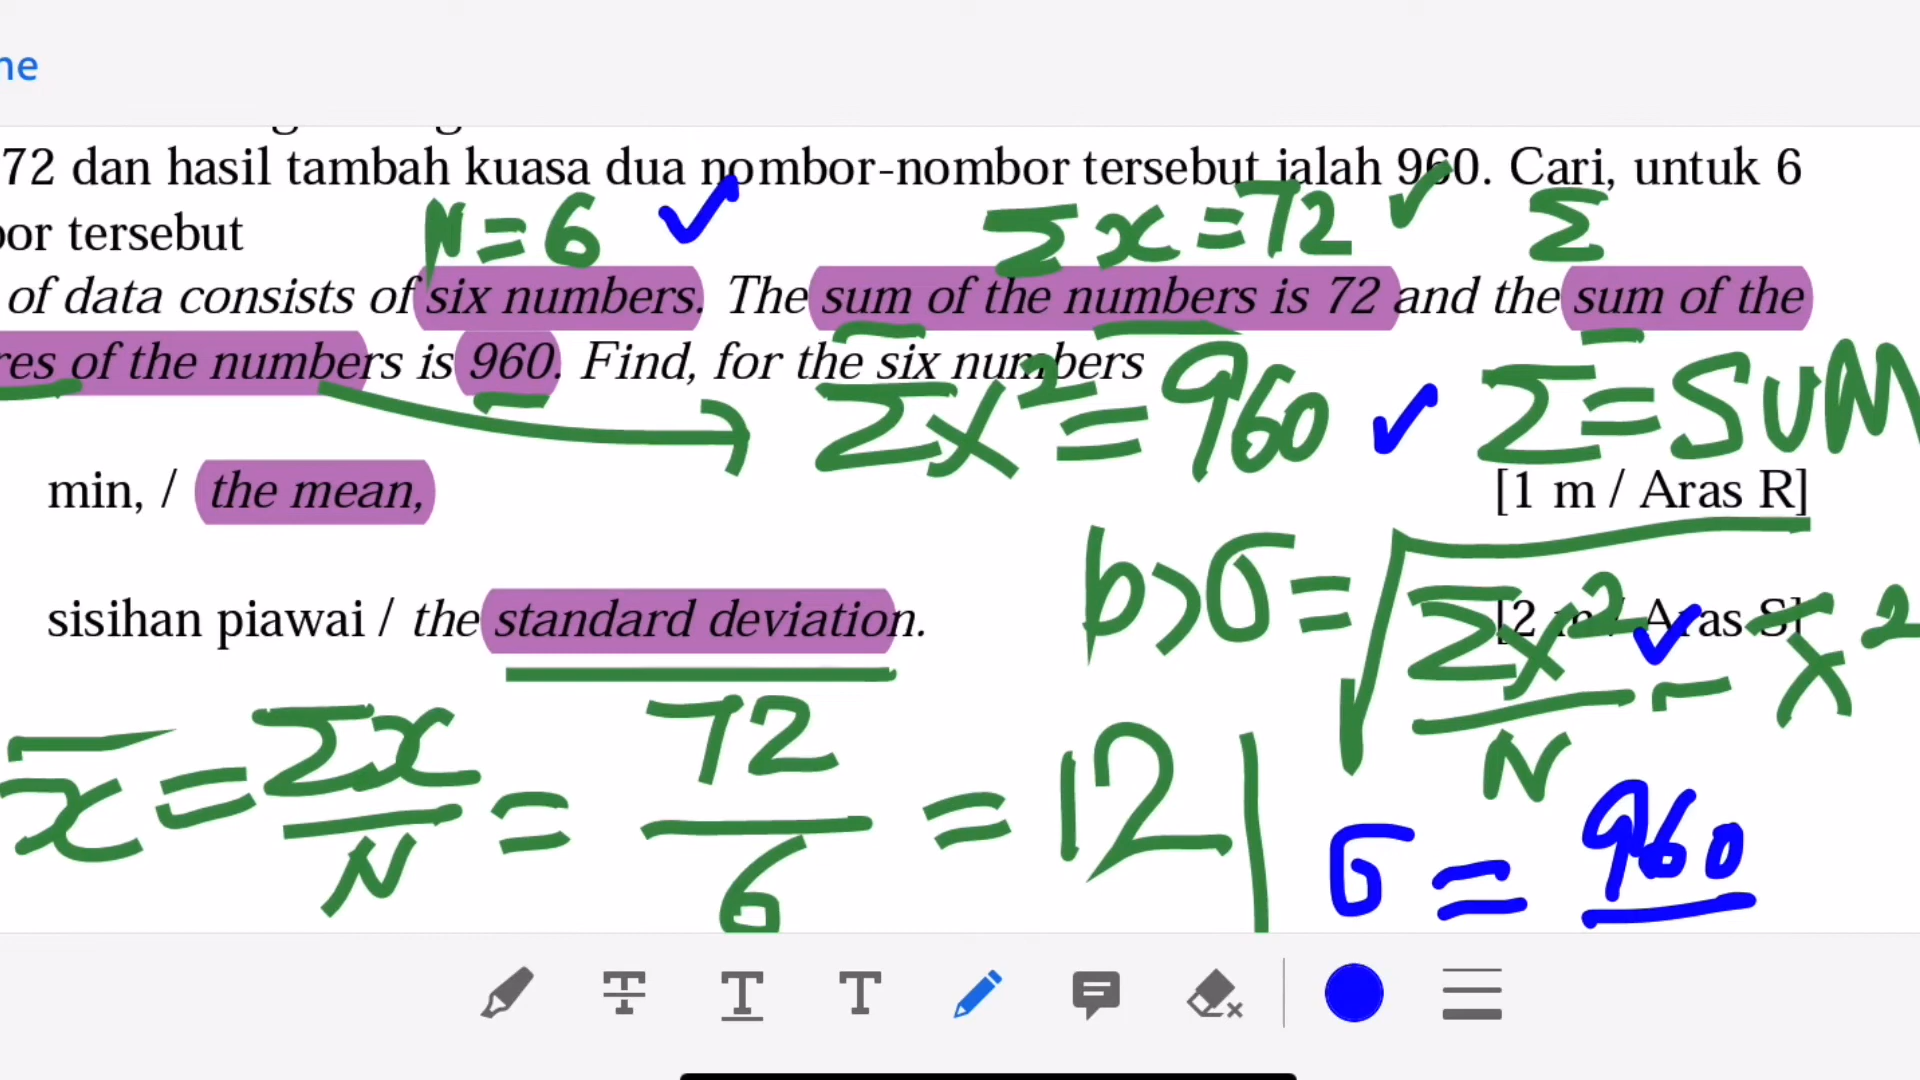 ne
72 dan hasil tambah kuasa dua nombor-nombor tersebut ialah 960. Cari, untuk 6
or tersebut
N = 6 Σx = 72 Σ
of data consists of six numbers. The sum of the numbers is 72 and the sum of the
res of the numbers is 960. Find, for the six numbers
Σx² = 960 Σ = SUM
min, / the mean, [1 m / Aras R]
sisihan piawai / the standard deviation. [2 m / Aras S]
b) σ = √(Σx²/N - x̄²)
x̄ = Σx/N = 72/6 = 12
σ = 960